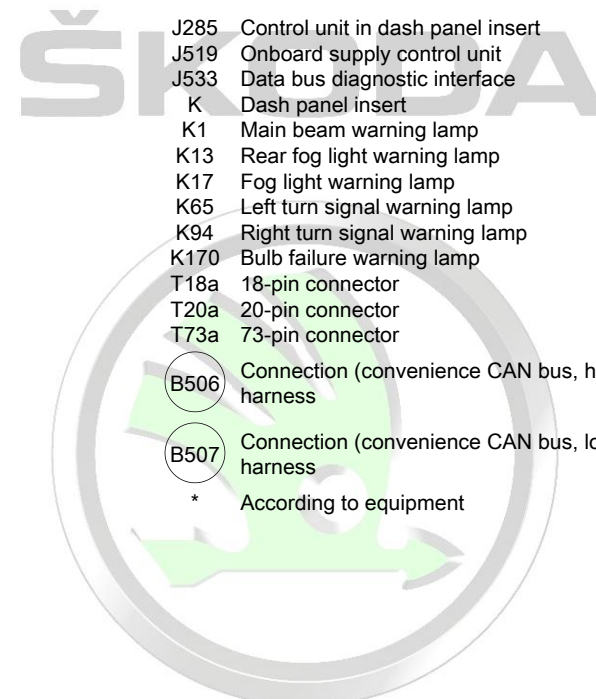 ŠKODA
J285 Control unit in dash panel insert
J519 Onboard supply control unit
J533 Data bus diagnostic interface
K Dash panel insert
K1 Main beam warning lamp
K13 Rear fog light warning lamp
K17 Fog light warning lamp
K65 Left turn signal warning lamp
K94 Right turn signal warning lamp
K170 Bulb failure warning lamp
T18a 18-pin connector
T20a 20-pin connector
T73a 73-pin connector
B506 Connection (convenience CAN bus, h
harness
B507 Connection (convenience CAN bus, lo
harness
* According to equipment